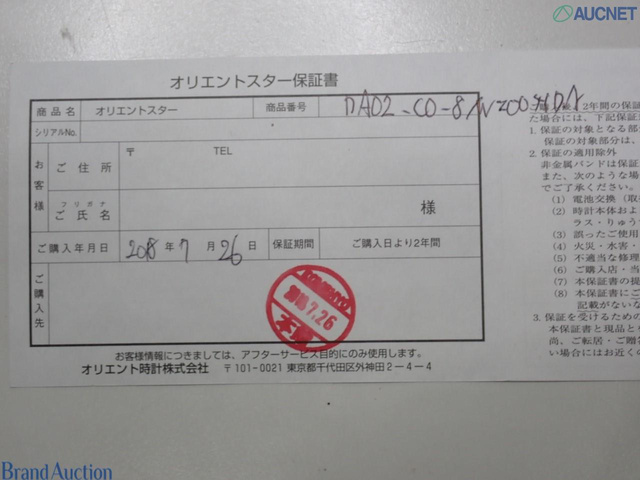 AUCNET
オリエントスター保証書
商品名 オリエントスター 商品番号 DA02-C0-8
シリアルNo.
お客様
ご住所 〒 TEL
フリガナ
ご氏名 様
ご購入年月日 2018年7月26日 保証期間 ご購入日より2年間
ご購入先
7.26
お客様情報につきましては、アフターサービス目的にのみ使用します。
オリエント時計株式会社 〒101-0021 東京都千代田区外神田2-4-4
2年間の保証
た場合には、下記保証
1. 保証の対象となる部
保証の対象部分は、
2. 保証の適用除外
非金属バンドは保証
また、次のような場
でご了承ください。
(1) 電池交換(取
(2) 時計本体およ
ラス・りゅう
(3) 誤ったご使用
(4) 火災・水害・
(5) 不適当な修理
(6) ご購入店・当
(7) 本保証書の提
(8) 本保証書にご
記載がないな
3. 保証を受けるための
本保証書と現品と
尚、ご転居・ご贈答
い場合にはお近くの
Brand Auction